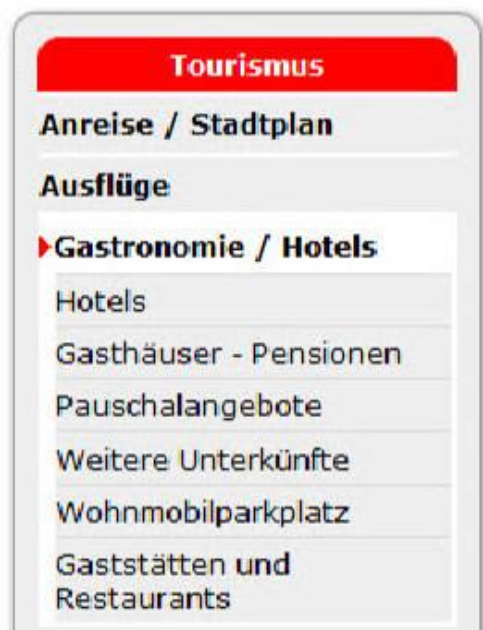 Tourismus
Anreise / Stadtplan
Ausflüge
Gastronomie / Hotels
Hotels
Gasthäuser - Pensionen
Pauschalangebote
Weitere Unterkünfte
Wohnmobilparkplatz
Gaststätten und
Restaurants